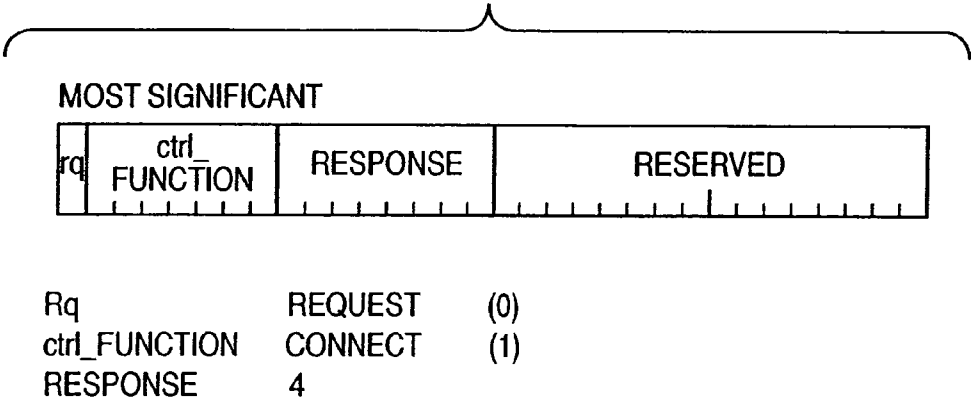 MOST SIGNIFICANT
rq ctrl_ FUNCTION RESPONSE RESERVED
Rq REQUEST (0)
ctrl_FUNCTION CONNECT (1)
RESPONSE 4